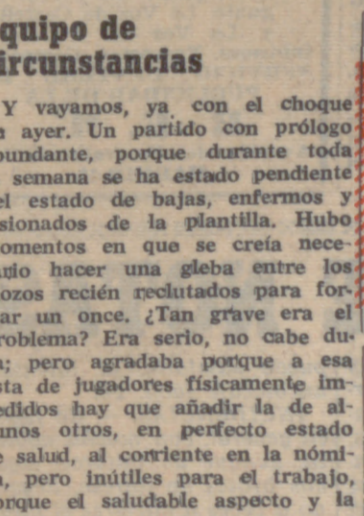 quipo de
ircunstancias
Y vayamos, ya con el choque
ayer. Un partido con prólogo
bundante, porque durante toda
semana se ha estado pendiente
el estado de bajas, enfermos y
sionados de la plantilla. Hubo
omentos en que se creía nece-
ario hacer una gleba entre los
ozos recién reclutados para for-
ar un once. ¿Tan grave era el
roblema? Era serio, no cabe du-
a; pero agradaba porque a esa
sta de jugadores físicamente im-
edidos hay que añadir la de al-
unos otros, en perfecto estado
e salud, al corriente en la nómi-
a, pero inútiles para el trabajo,
orque el saludable aspecto y la